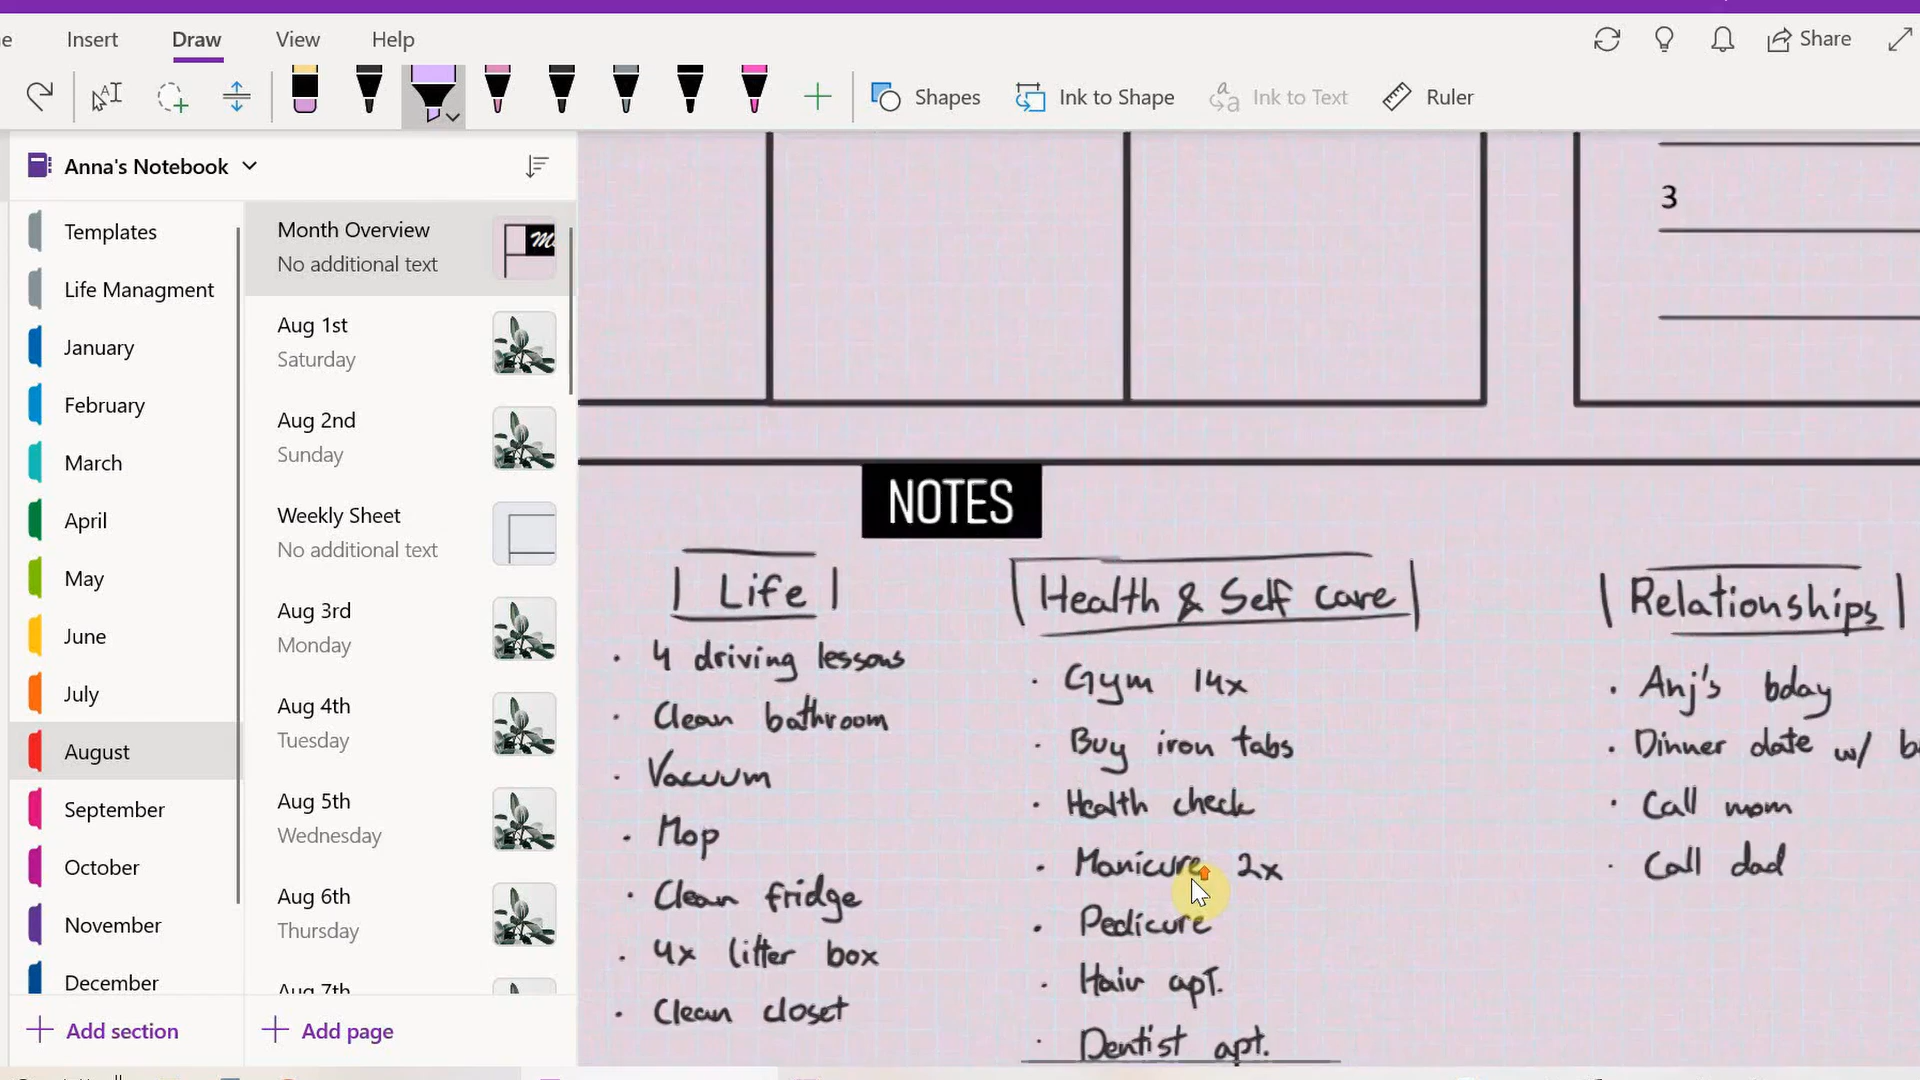 Insert Draw View Help Share
Shapes Ink to Shape Ink to Text Ruler
Anna's Notebook
Templates
Life Managment
January
February
March
April
May
June
July
August
September
October
November
December
Add section
Month Overview
No additional text
Aug 1st
Saturday
Aug 2nd
Sunday
Weekly Sheet
No additional text
Aug 3rd
Monday
Aug 4th
Tuesday
Aug 5th
Wednesday
Aug 6th
Thursday
Aug 7th
Add page
3
NOTES
Life
· 4 driving lessons
· Clean bathroom
· Vacuum
· Mop
· Clean fridge
· 4x litter box
· Clean closet
Health & Self care
· Gym 14x
· Buy iron tabs
· Health check
· Manicure 2x
· Pedicure
· Hair apt.
· Dentist apt.
Relationships
· Anj's bday
· Dinner date w/
· Call mom
· Call dad